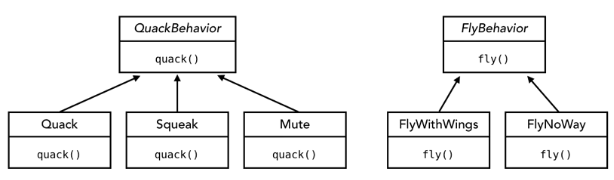 QuackBehavior
quack()
FlyBehavior
fly()
Quack
quack()
Squeak
quack()
Mute
quack()
FlyWithWings
fly()
FlyNoWay
fly()